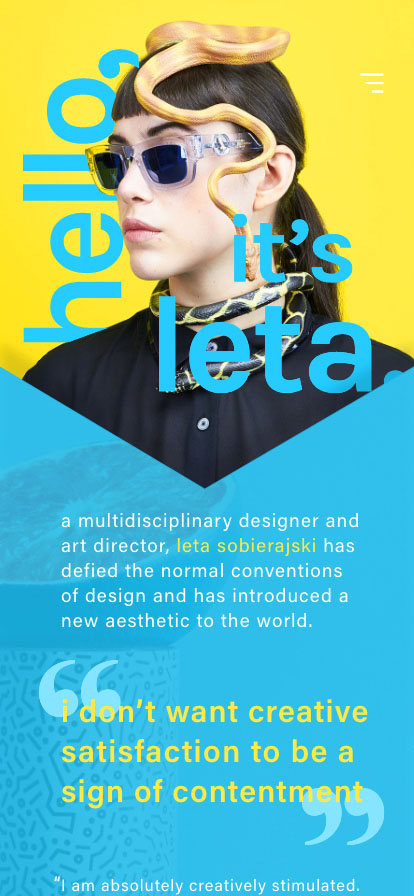 hello,
it's
leta.
a multidisciplinary designer and
art director, leta sobierajski has
defied the normal conventions
of design and has introduced a
new aesthetic to the world.
“
i don’t want creative
satisfaction to be a
sign of contentment
”
“I am absolutely creatively stimulated.